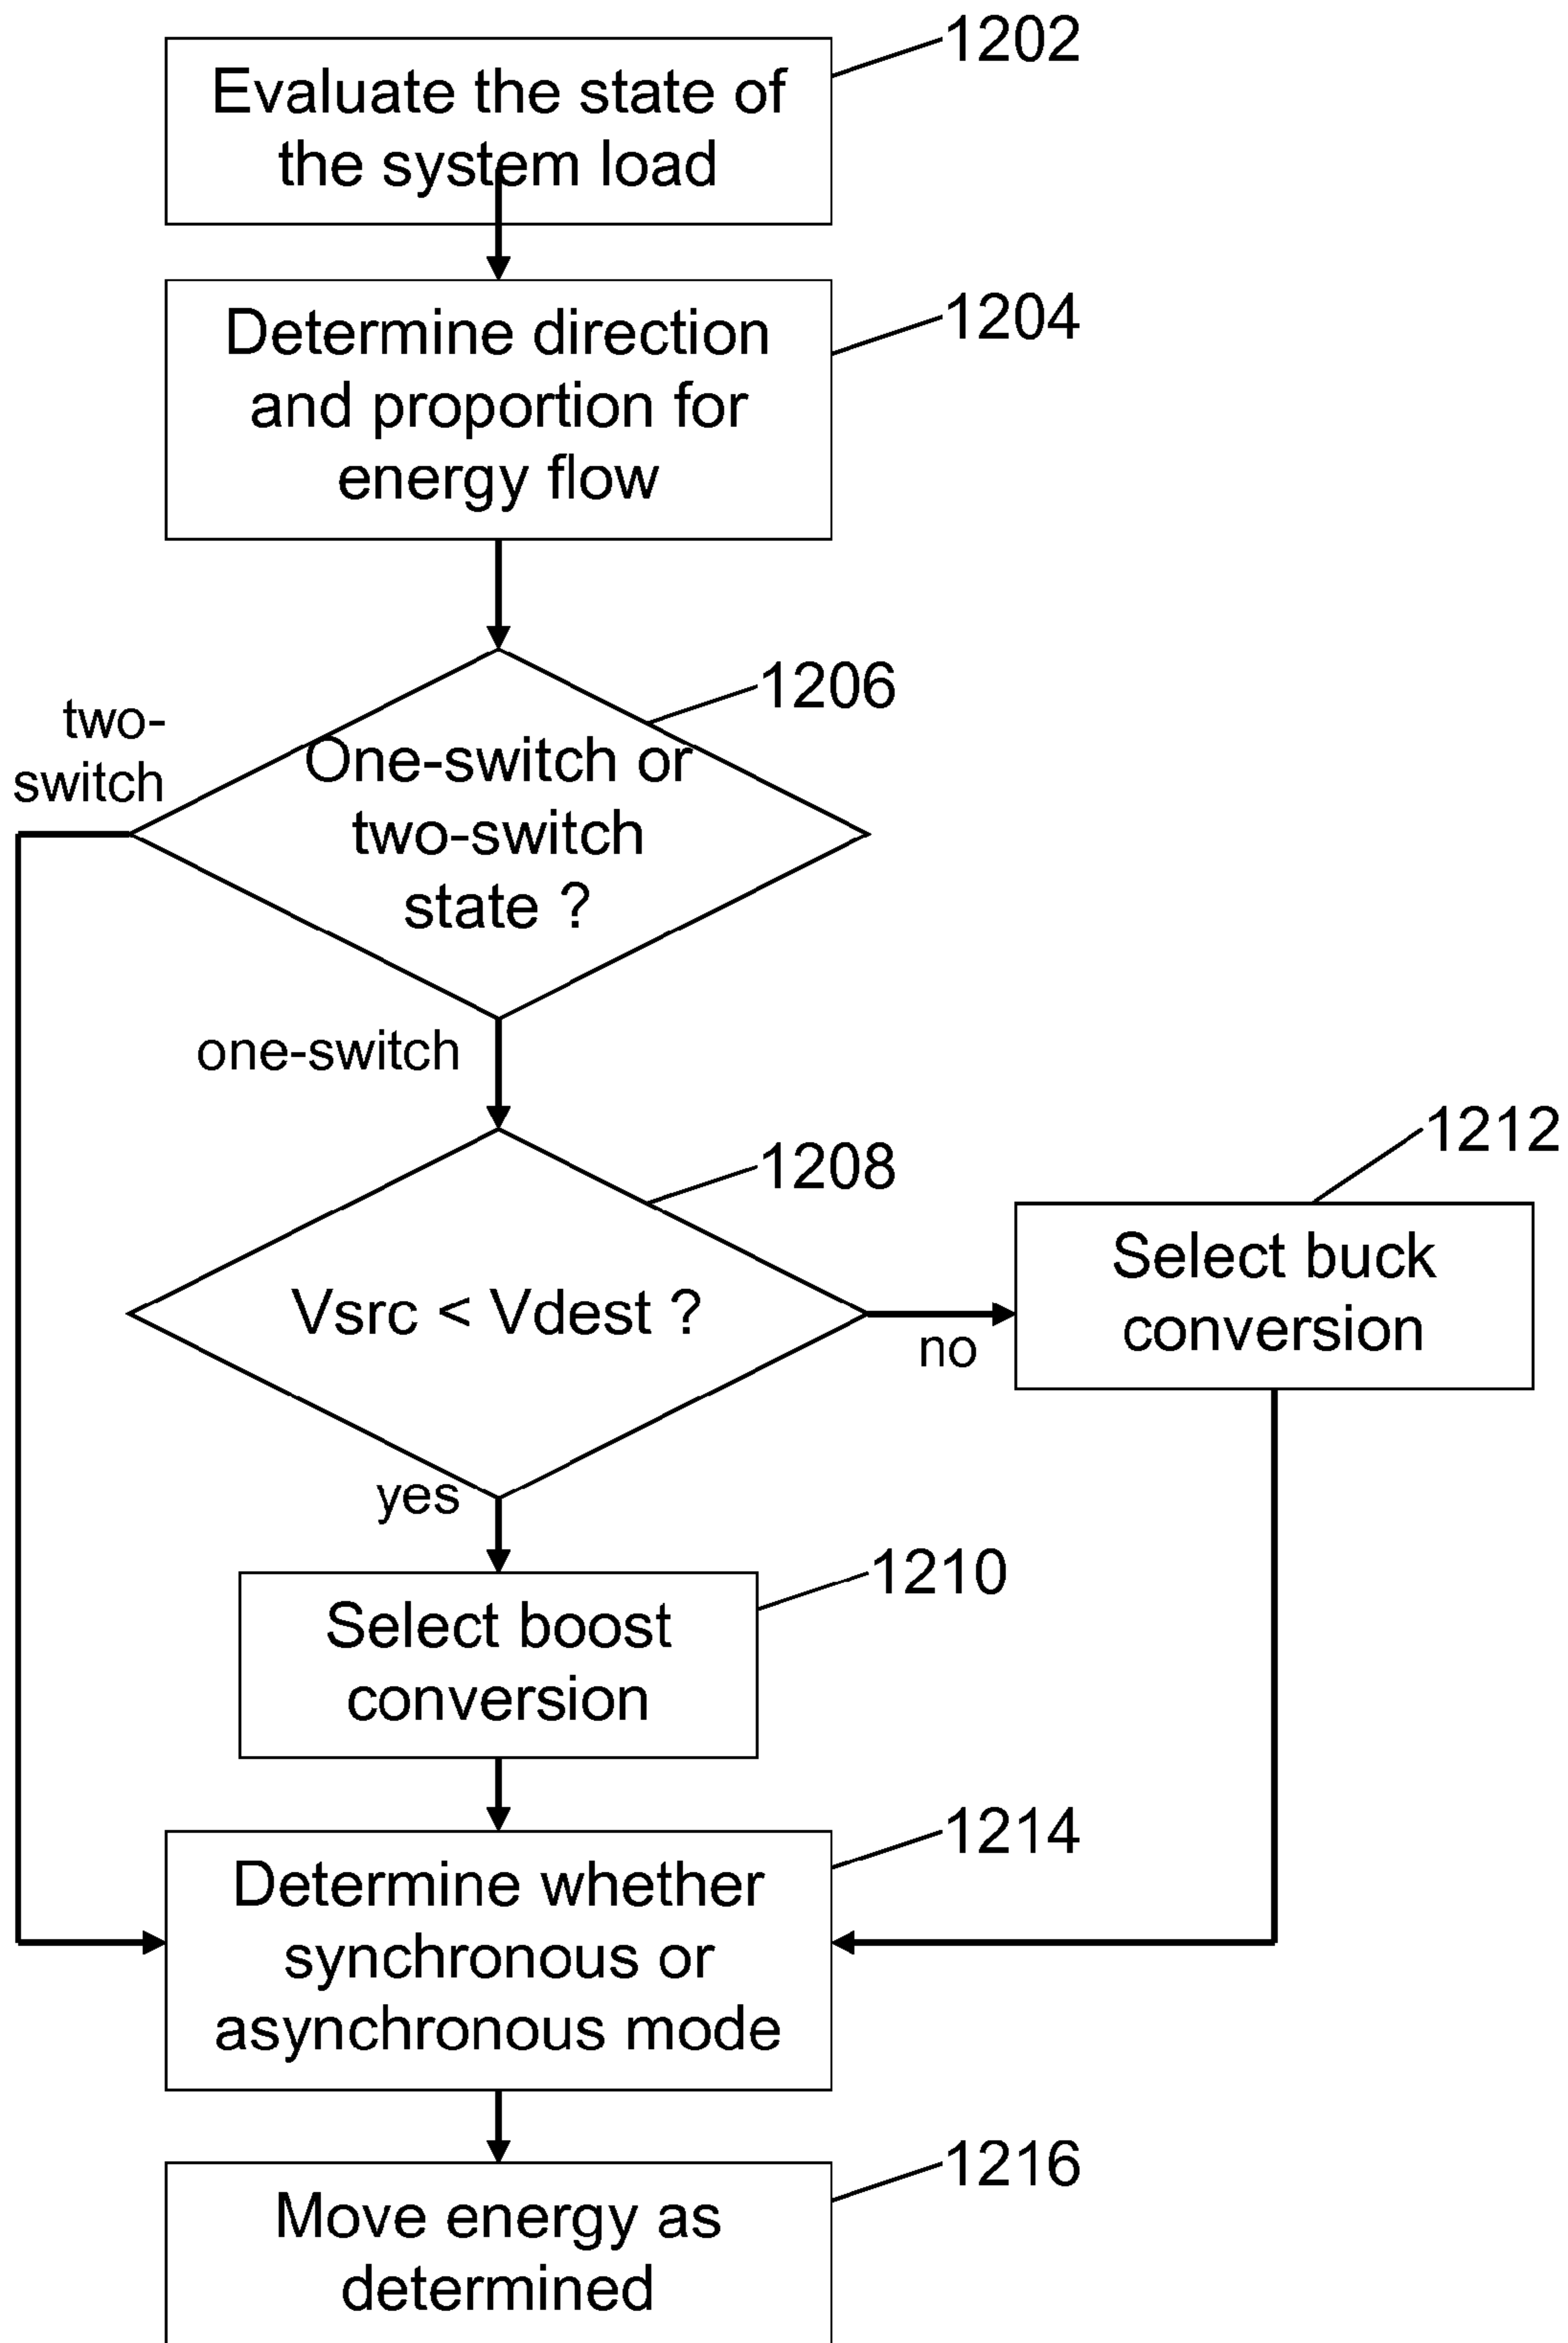 1202
Evaluate the state of
the system load
1204
Determine direction
and proportion for
energy flow
1206
two-
switch
One-switch or
two-switch
state ?
one-switch
1208
1212
Vsrc < Vdest ?
no
Select buck
conversion
yes
1210
Select boost
conversion
1214
Determine whether
synchronous or
asynchronous mode
1216
Move energy as
determined